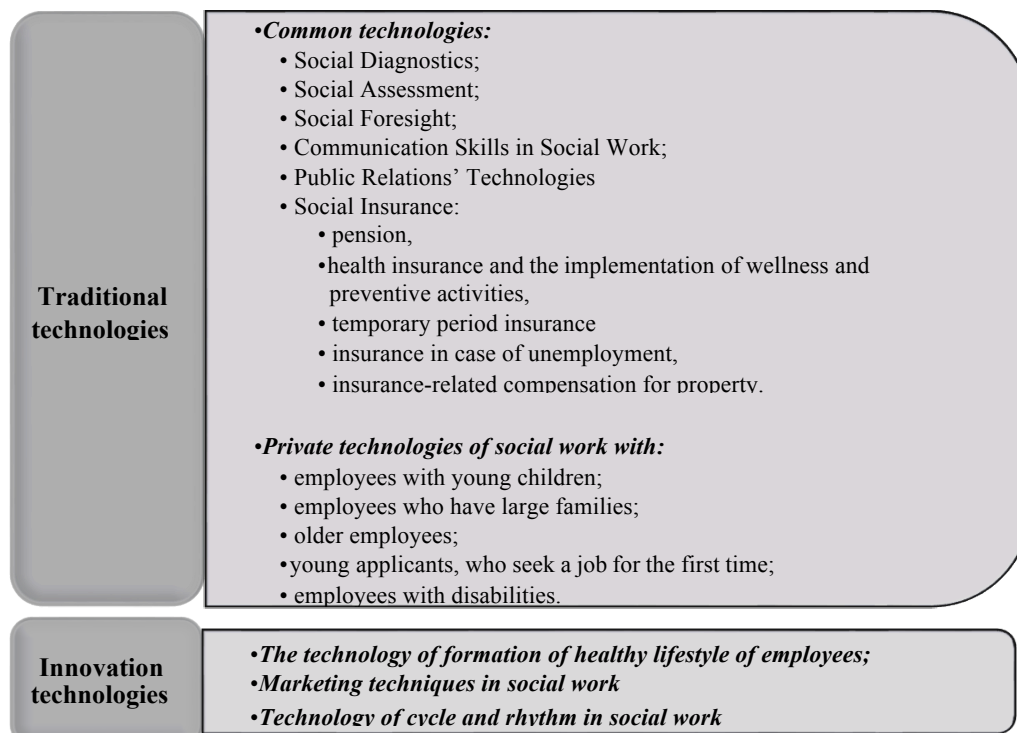 Traditional
technologies
•Common technologies:
• Social Diagnostics;
• Social Assessment;
• Social Foresight;
• Communication Skills in Social Work;
• Public Relations’ Technologies
• Social Insurance:
• pension,
•health insurance and the implementation of wellness and
preventive activities,
• temporary period insurance
• insurance in case of unemployment,
• insurance-related compensation for property.
•Private technologies of social work with:
• employees with young children;
• employees who have large families;
• older employees;
•young applicants, who seek a job for the first time;
• employees with disabilities.
Innovation
technologies
•The technology of formation of healthy lifestyle of employees;
•Marketing techniques in social work
•Technology of cycle and rhythm in social work